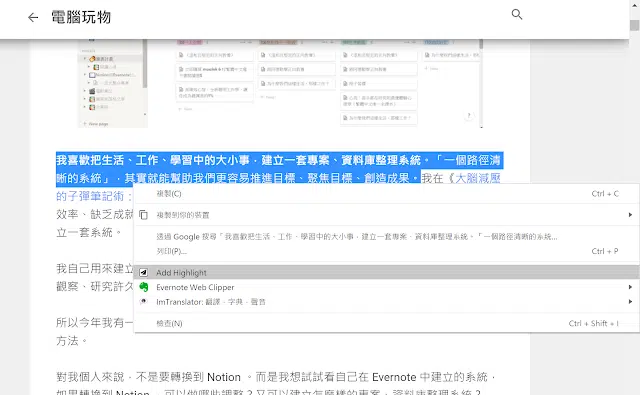 電腦玩物
New page
我喜歡把生活、工作、學習中的大小事,建立一套專案、資料庫整理系統。「一個路徑清
晰的系統」,其實就能幫助我們更容易推進目標、聚焦目標、創造成果。我在《大腦減壓
的子彈筆記術:
效率、缺乏成就
立一套系統。
複製(C) Ctrl + C
複製到你的裝置
透過 Google 搜尋「我喜歡把生活、工作、學習中的大小事,建立一套專案、資料庫整理系統。「一個路徑清晰的系統...
列印(P)... Ctrl + P
Add Highlight
Evernote Web Clipper
ImTranslator: 翻譯，字典，聲音
檢查(N) Ctrl + Shift + I
我自己用來建立
觀察、研究許久
所以今年我有一
方法。
對我個人來說,不是要轉換到 Notion 。而是我想試試看自己在 Evernote 中建立的系統,
如果轉換到 Notion ,可以做哪些調整?又可以建立怎麼樣的專案、資料庫整理系統?